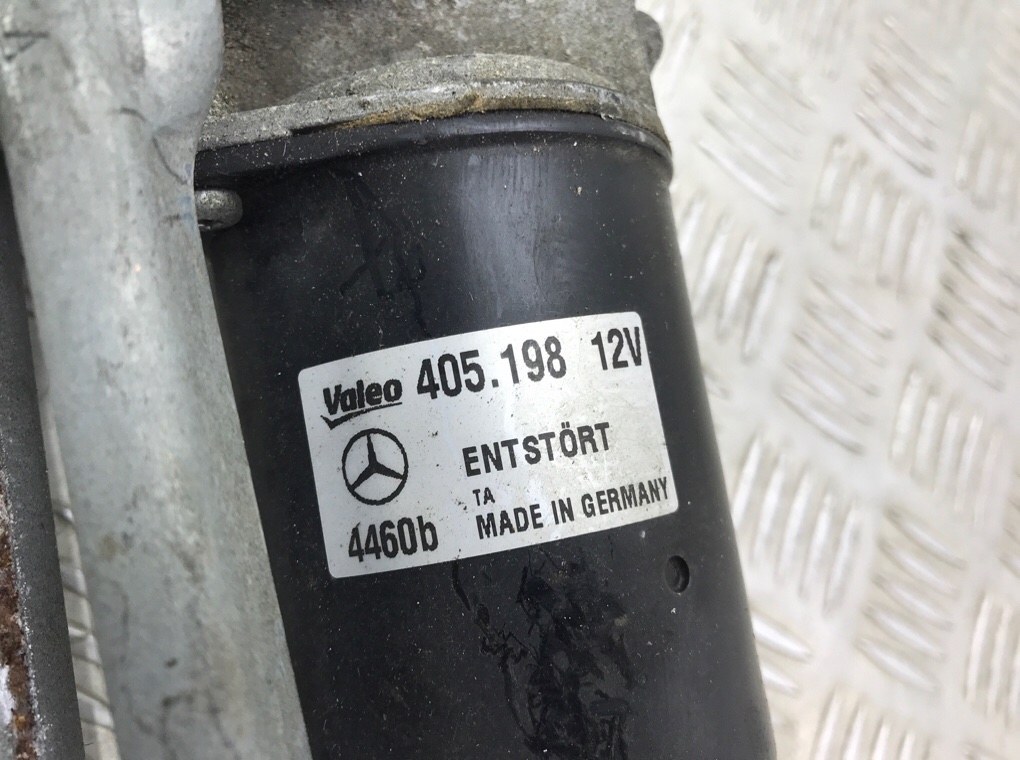 Valeo 405.198 12V
ENTSTÖRT
TA
4460b MADE IN GERMANY